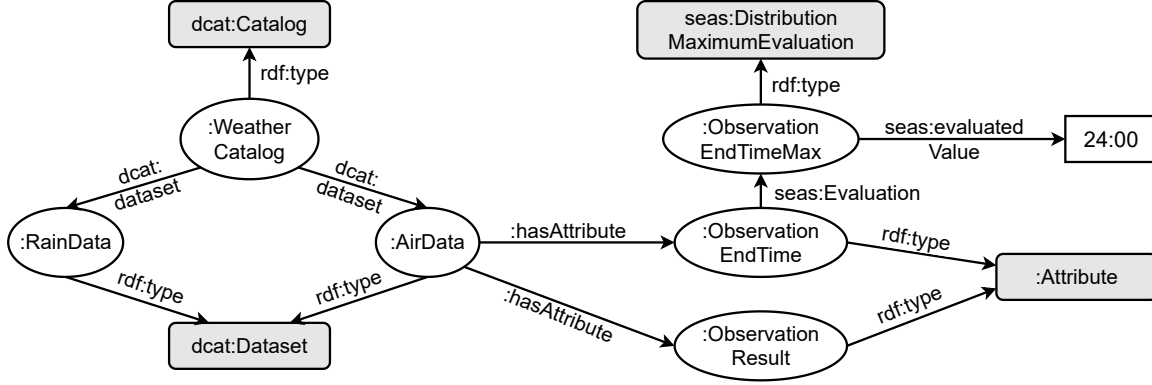 dcat:Catalog
seas:Distribution
MaximumEvaluation
rdf:type
rdf:type
:Weather
Catalog
:Observation
EndTimeMax
seas:evaluated
Value
24:00
dcat:
dataset
dcat:
dataset
seas:Evaluation
:RainData
:AirData
:hasAttribute
:Observation
EndTime
rdf:type
:Attribute
rdf:type
rdf:type
:hasAttribute
rdf:type
:Observation
Result
dcat:Dataset